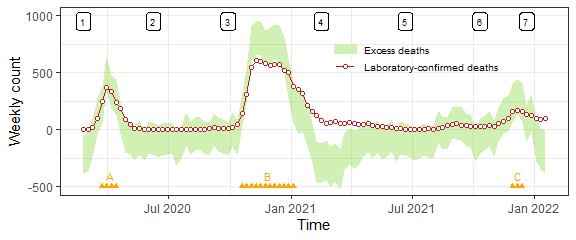 1000
1 2 3 4 5 6 7
Excess deaths
Laboratory-confirmed deaths
500
0
-500
A B C
Weekly count
Jul 2020 Jan 2021 Jul 2021 Jan 2022
Time